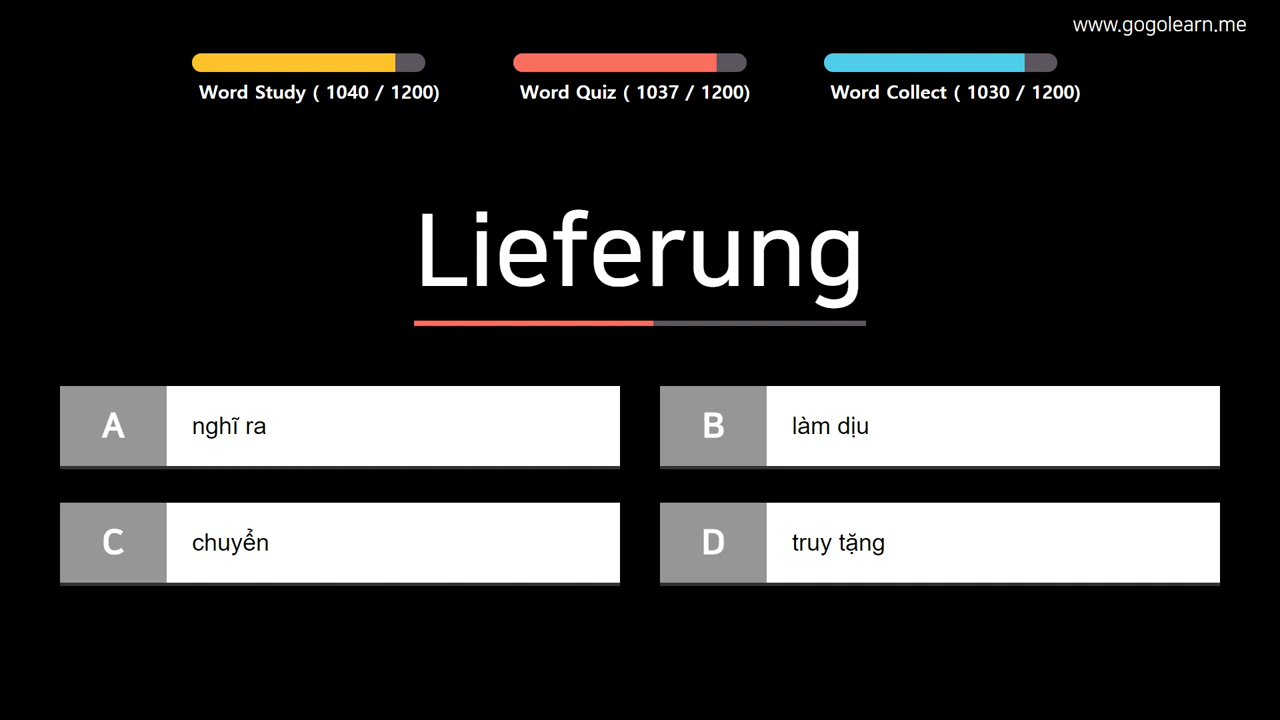 www.gogolearn.me
Word Study ( 1040 / 1200)
Word Quiz ( 1037 / 1200)
Word Collect ( 1030 / 1200)
Lieferung
A
nghĩ ra
B
làm dịu
C
chuyển
D
truy tặng